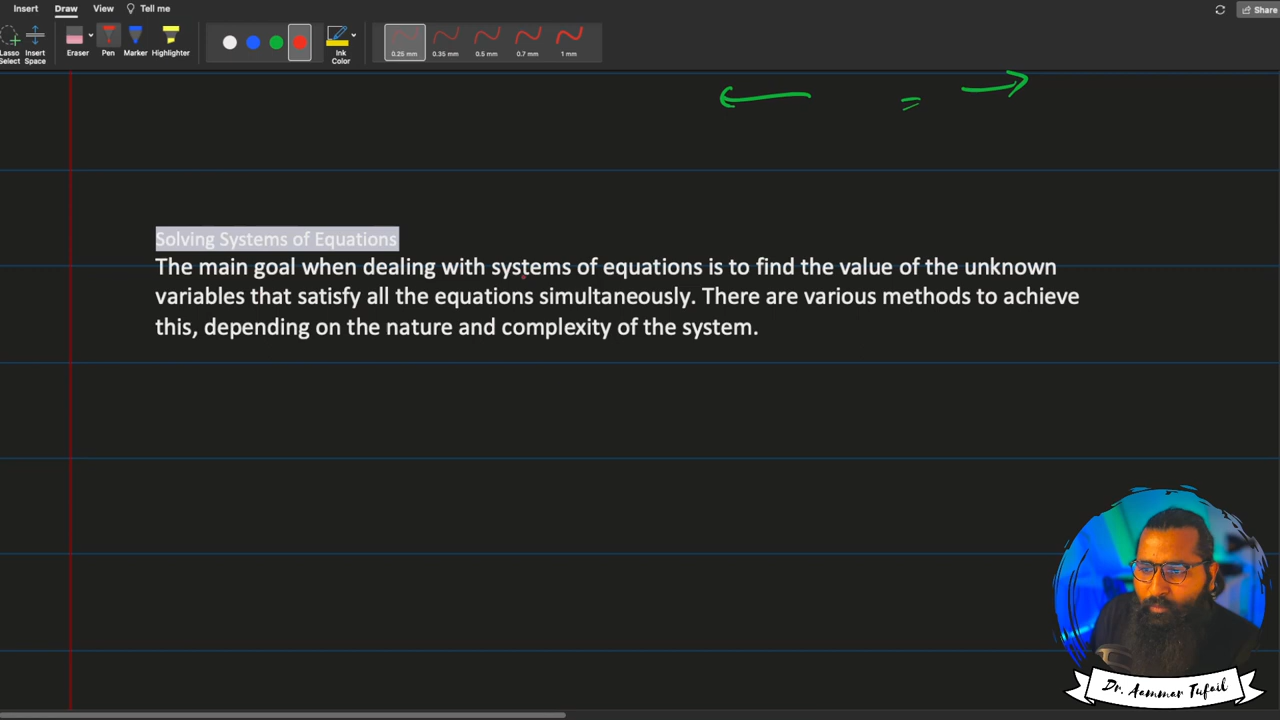 Insert Draw View Tell me
Share
Lasso Select
Insert Space
Eraser
Pen
Marker
Highlighter
Ink Color
0.25 mm 0.35 mm 0.5 mm 0.7 mm 1 mm
=
Solving Systems of Equations
The main goal when dealing with systems of equations is to find the value of the unknown
variables that satisfy all the equations simultaneously. There are various methods to achieve
this, depending on the nature and complexity of the system.
Dr. Aammar Tufail